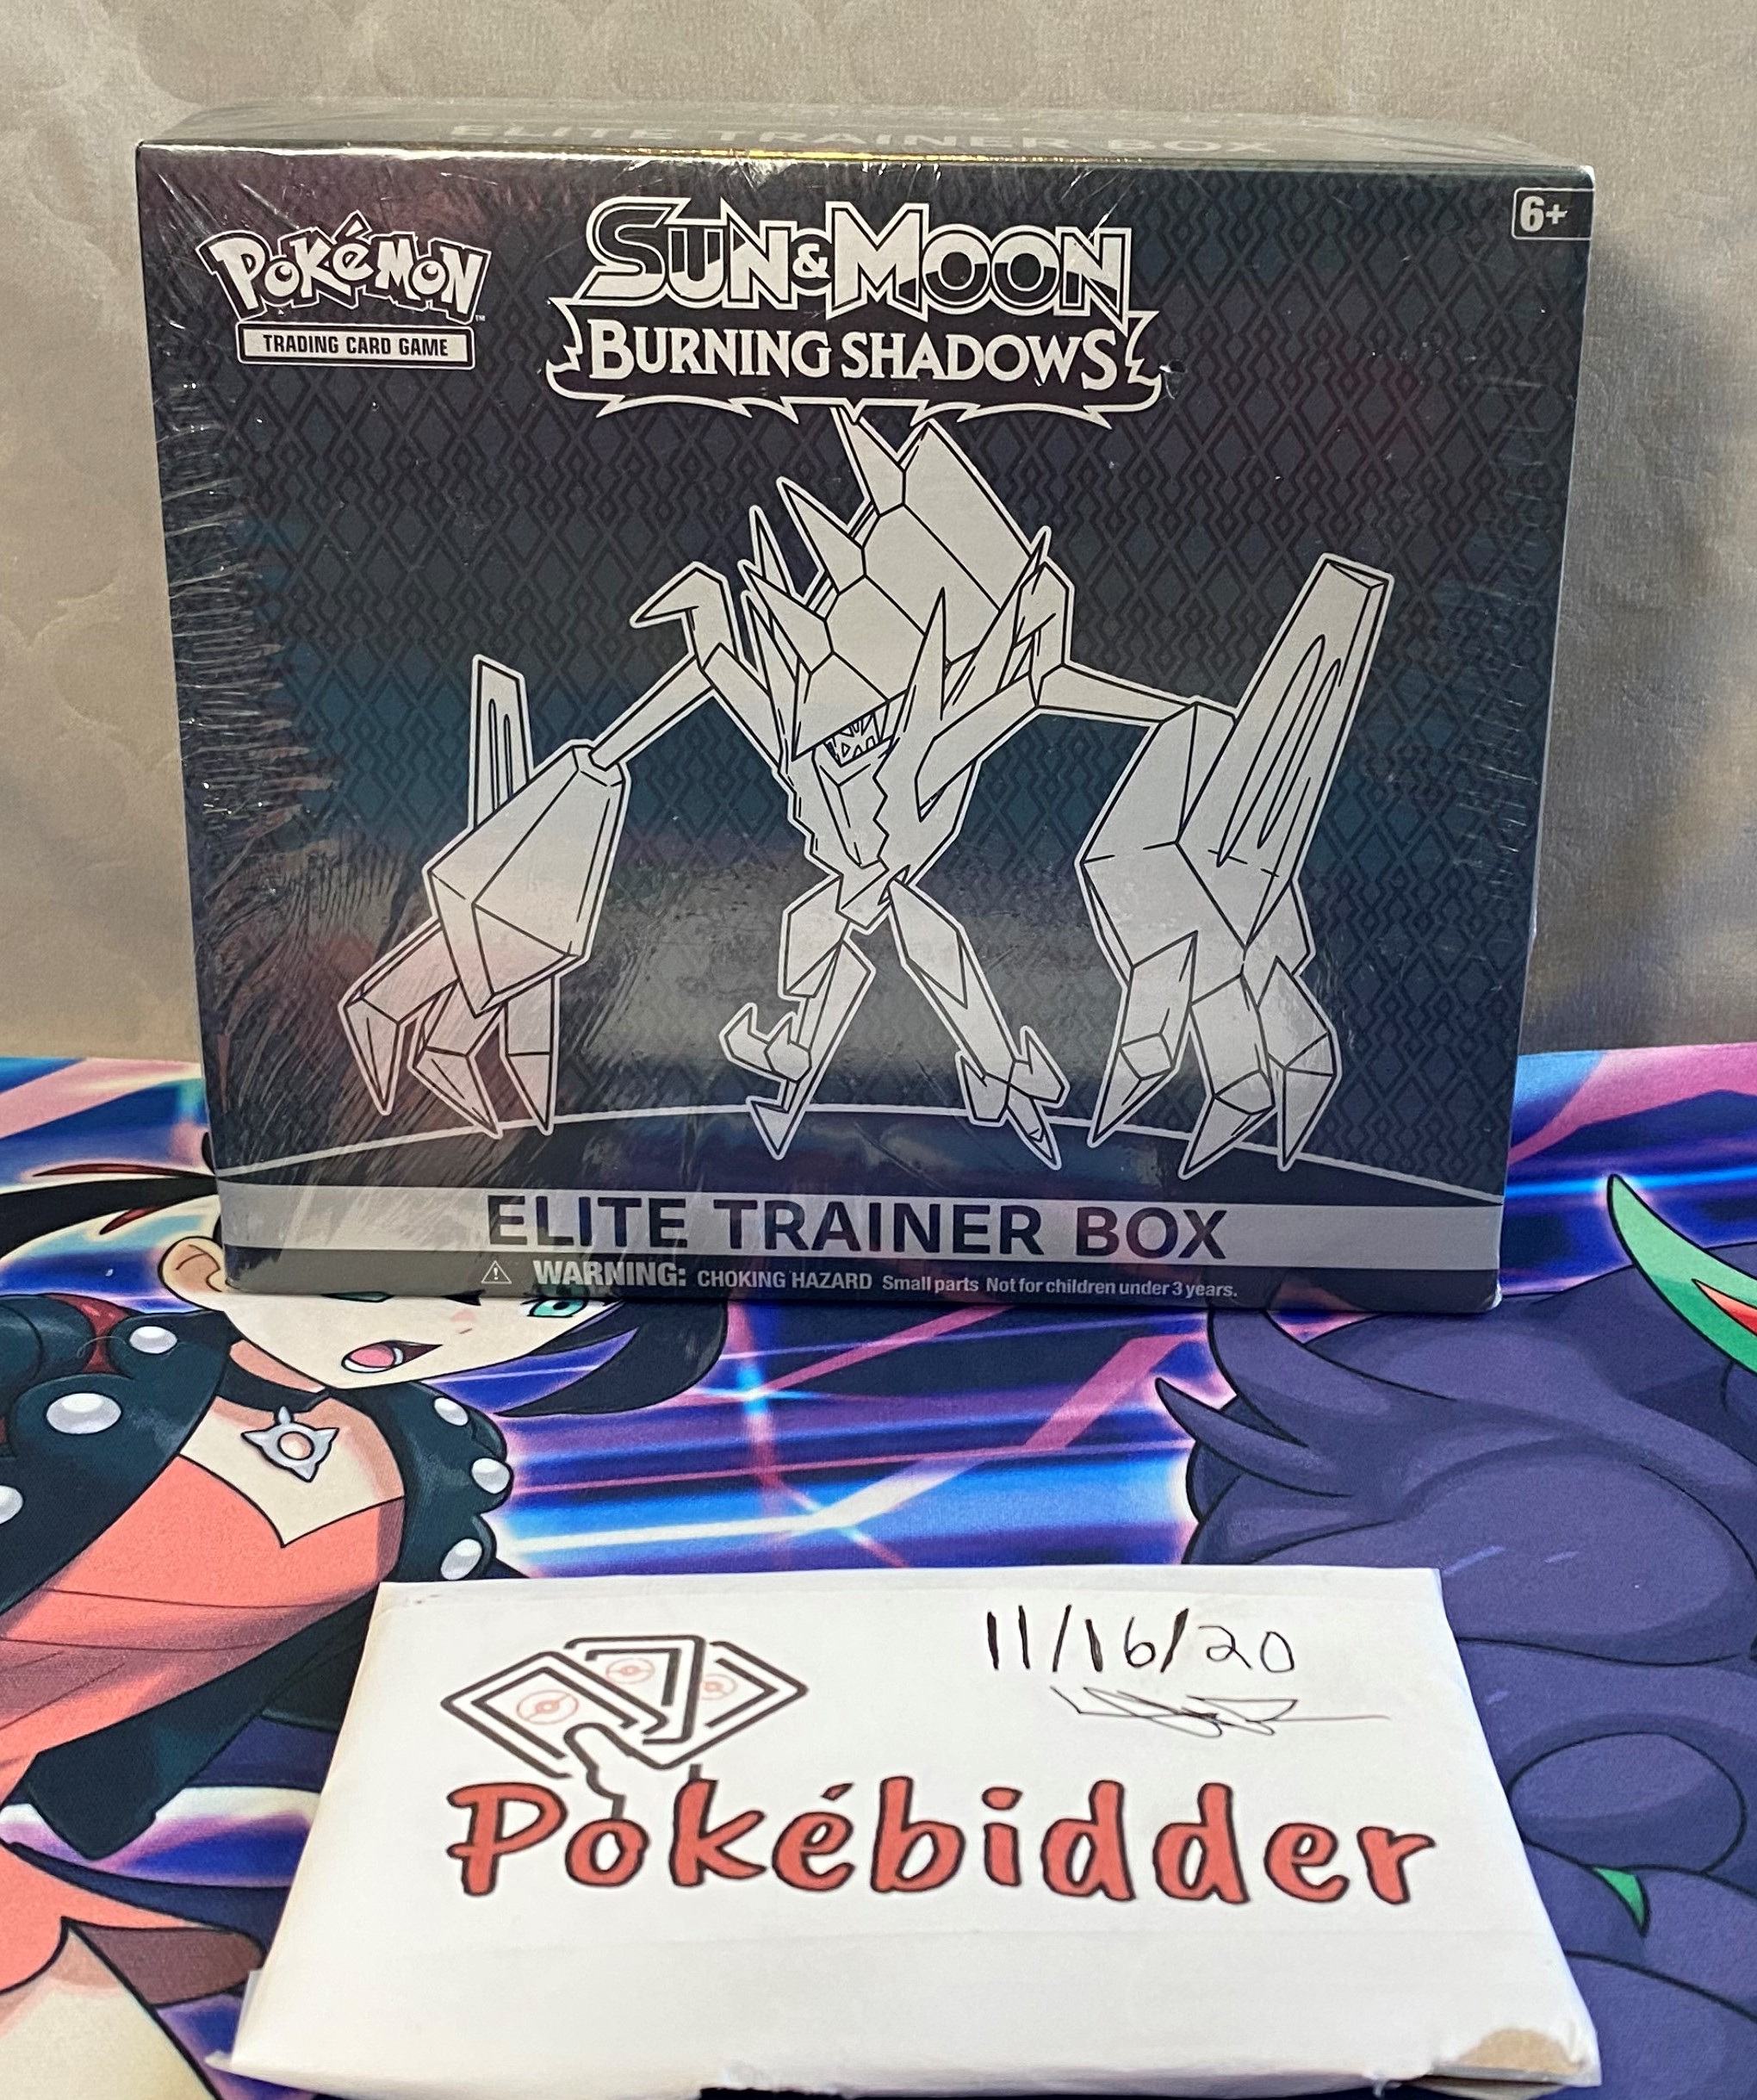 ELITE TRAINER BOX
6+
POKéMON
TRADING CARD GAME
SUN & MOON
BURNING SHADOWS
ELITE TRAINER BOX
WARNING: CHOKING HAZARD Small parts Not for children under 3 years.
11/16/20
Pokébidder